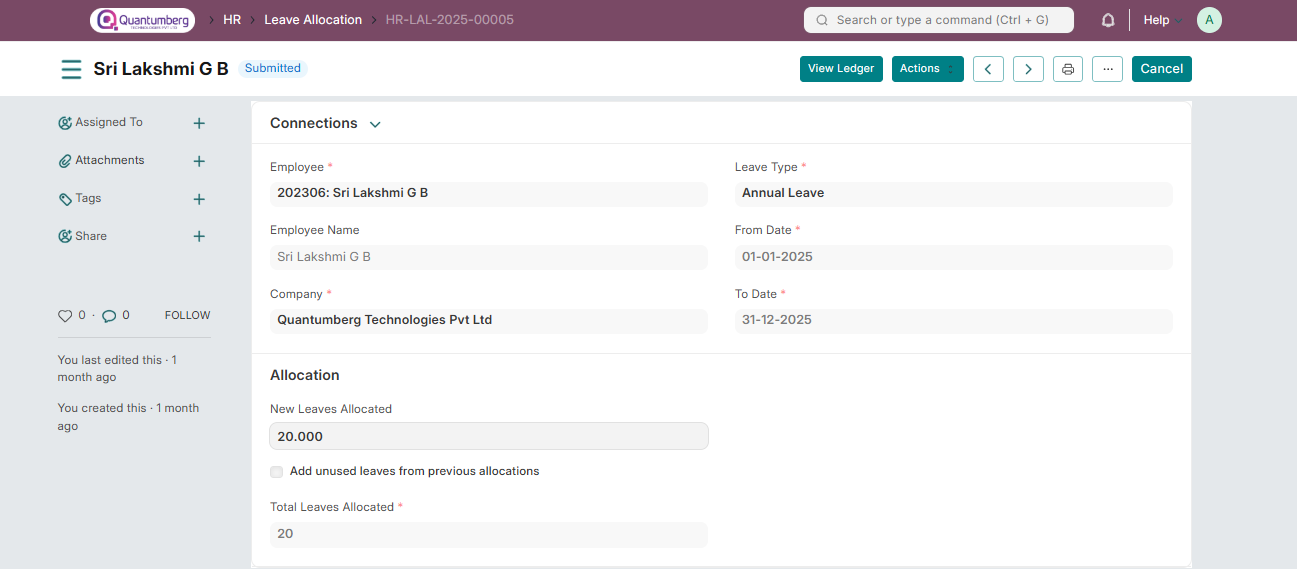 Quantumberg
TECHNOLOGIES PVT LTD
HR
Leave Allocation
HR-LAL-2025-00005
Search or type a command (Ctrl + G)
Help
A
Sri Lakshmi G B
Submitted
View Ledger
Actions
...
Cancel
Assigned To
Attachments
Tags
Share
0 · 0
FOLLOW
You last edited this · 1
month ago
You created this · 1 month
ago
Connections
Employee *
202306: Sri Lakshmi G B
Leave Type *
Annual Leave
Employee Name
Sri Lakshmi G B
From Date *
01-01-2025
Company *
Quantumberg Technologies Pvt Ltd
To Date *
31-12-2025
Allocation
New Leaves Allocated
20.000
Add unused leaves from previous allocations
Total Leaves Allocated *
20